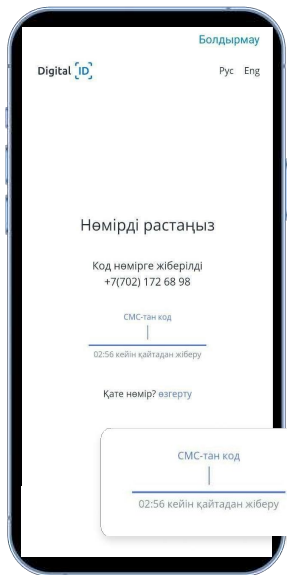 Болдырмау
Digital [ID] Рус Eng
Нөмірді растаңыз
Код нөмірге жіберілді
+7(702) 172 68 98
СМС-тан код
02:56 кейін қайтадан жіберу
Қате нөмір? өзгерту
СМС-тан код
02:56 кейін қайтадан жіберу